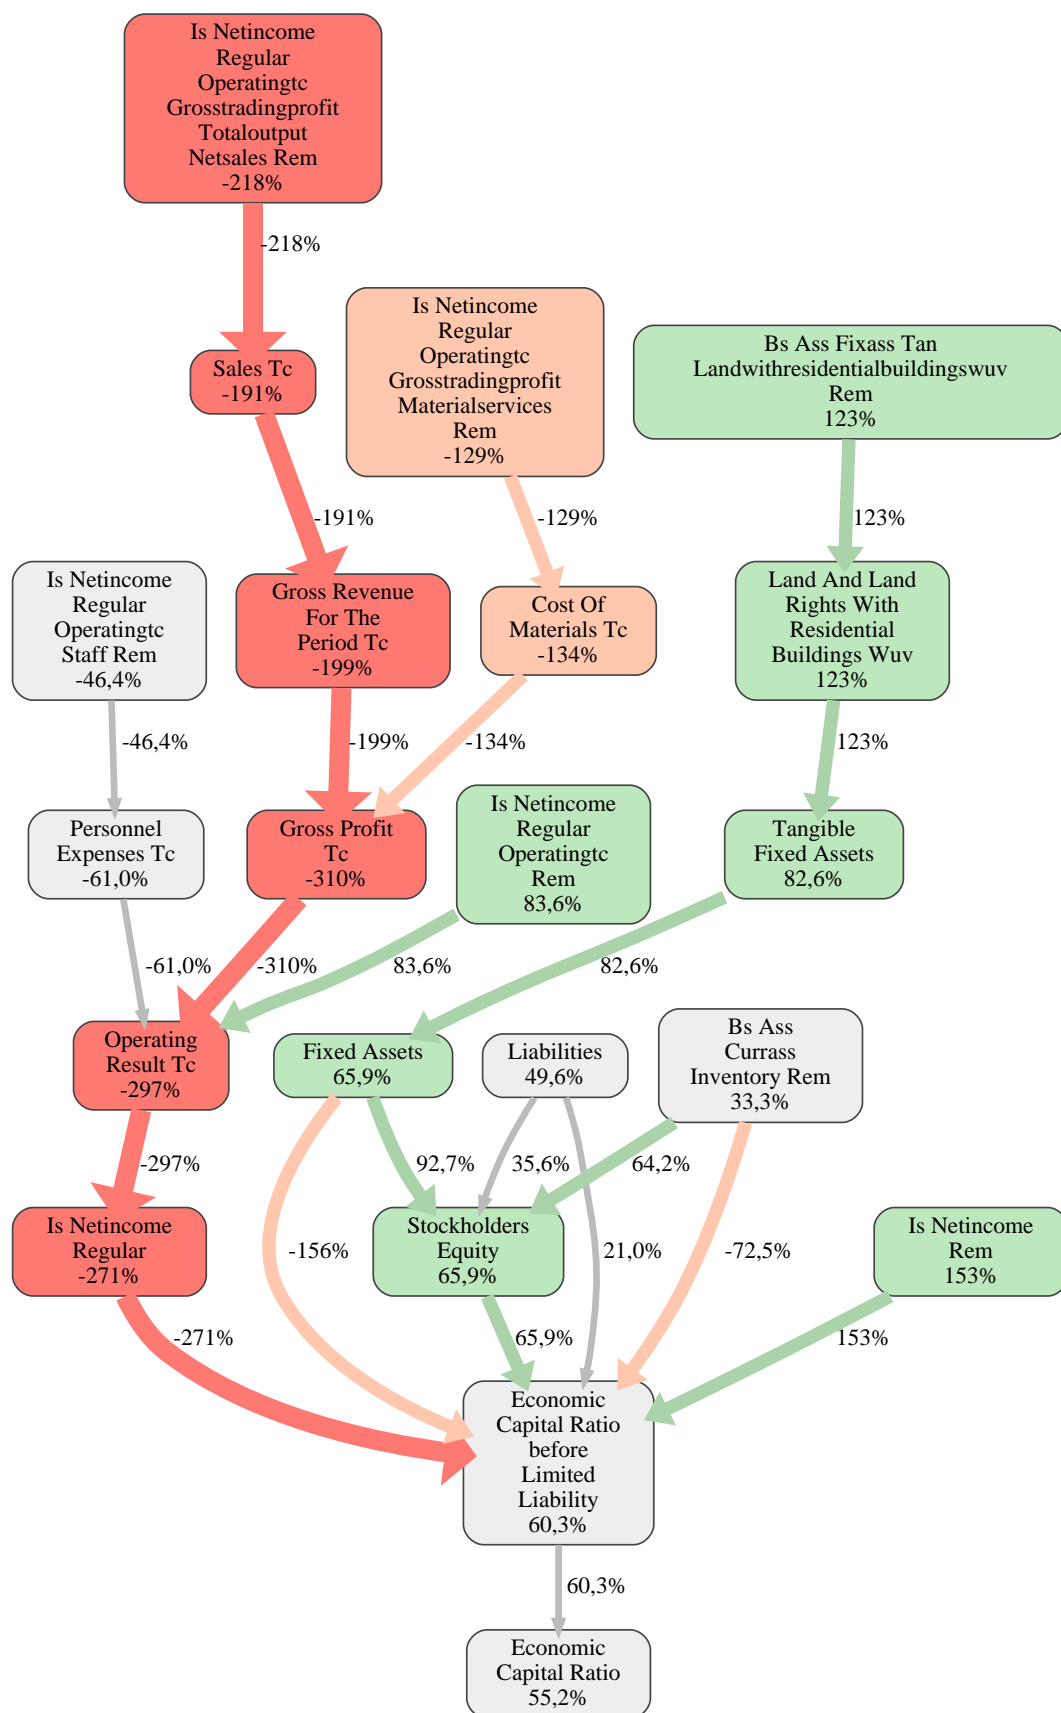 Is Netincome
Regular
Operatingtc
Grosstradingprofit
Totaloutput
Netsales Rem
-218%
-218%
Sales Tc
-191%
Is Netincome
Regular
Operatingtc
Grosstradingprofit
Materialservices
Rem
-129%
Bs Ass Fixass Tan
Landwithresidentialbuildingswuv
Rem
123%
-191%
-129%
123%
Is Netincome
Regular
Operatingtc
Staff Rem
-46,4%
Gross Revenue
For The
Period Tc
-199%
Cost Of
Materials Tc
-134%
Land And Land
Rights With
Residential
Buildings Wuv
123%
-46,4%
-199%
-134%
123%
Personnel
Expenses Tc
-61,0%
Gross Profit
Tc
-310%
Is Netincome
Regular
Operatingtc
Rem
83,6%
Tangible
Fixed Assets
82,6%
-61,0%
-310%
83,6%
82,6%
Operating
Result Tc
-297%
Fixed Assets
65,9%
Liabilities
49,6%
Bs Ass
Currass
Inventory Rem
33,3%
-297%
92,7%
35,6%
64,2%
Is Netincome
Regular
-271%
-156%
Stockholders
Equity
65,9%
21,0%
-72,5%
Is Netincome
Rem
153%
-271%
65,9%
153%
Economic
Capital Ratio
before
Limited
Liability
60,3%
60,3%
Economic
Capital Ratio
55,2%